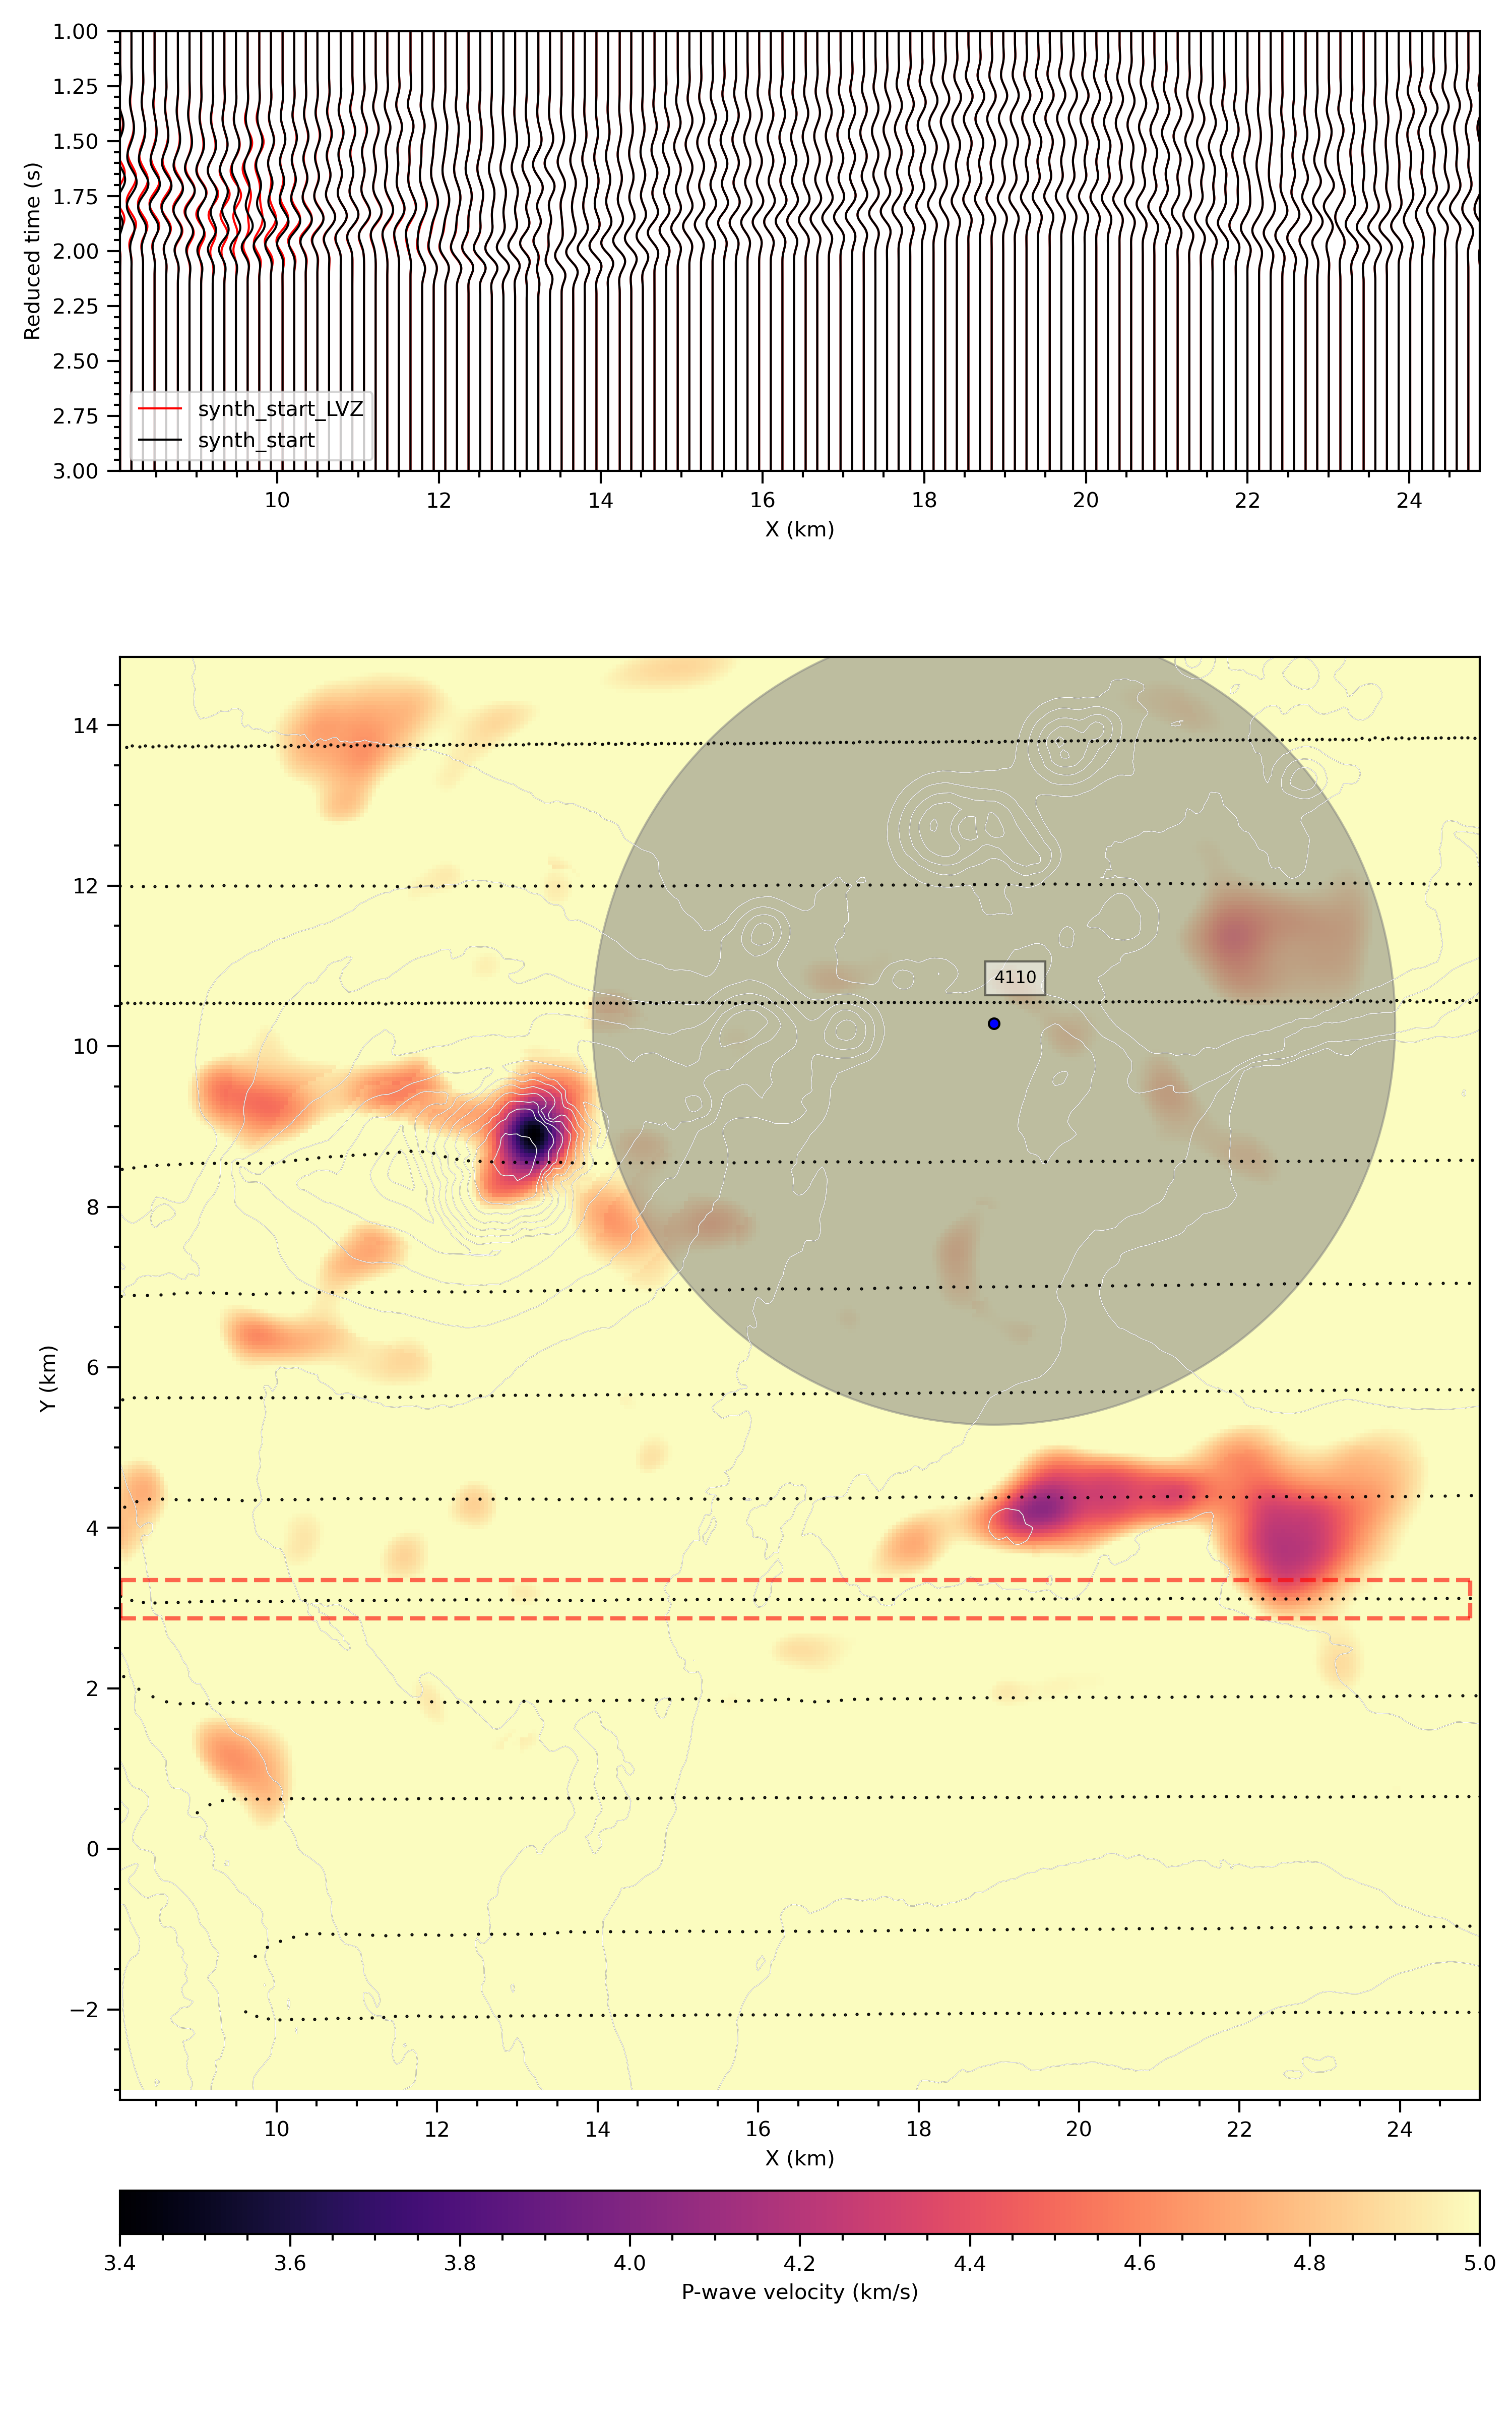 1.00
1.25
1.50
1.75
2.00
2.25
2.50
2.75
3.00
Reduced time (s)
synth_start_LVZ
synth_start
10 12 14 16 18 20 22 24
X (km)
14
12
10
8
6
4
2
0
−2
Y (km)
4110
10 12 14 16 18 20 22 24
X (km)
3.4 3.6 3.8 4.0 4.2 4.4 4.6 4.8 5.0
P-wave velocity (km/s)